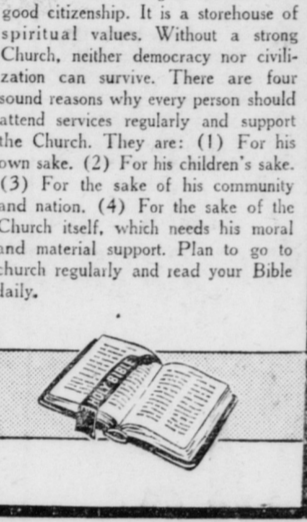 good citizenship. It is a storehouse of
spiritual values. Without a strong
Church, neither democracy nor civili-
zation can survive. There are four
sound reasons why every person should
attend services regularly and support
the Church. They are: (1) For his
own sake. (2) For his children's sake.
(3) For the sake of his community
and nation. (4) For the sake of the
Church itself, which needs his moral
and material support. Plan to go to
church regularly and read your Bible
daily.
HOLY BIBLE